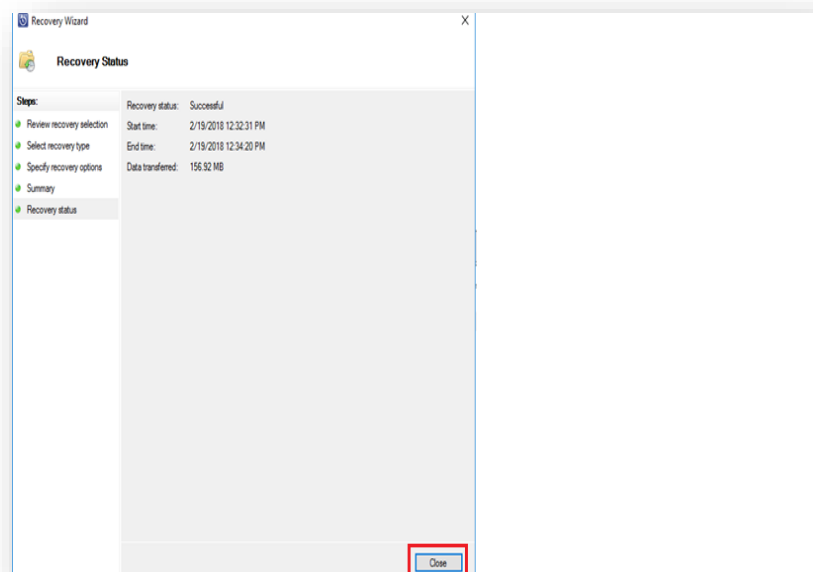 Recovery Wizard
X
Recovery Status
Steps:
Review recovery selection
Select recovery type
Specify recovery options
Summary
Recovery status
Recovery status: Successful
Start time: 2/19/2018 12:32:31 PM
End time: 2/19/2018 12:34:20 PM
Data transferred: 156.92 MB
Close